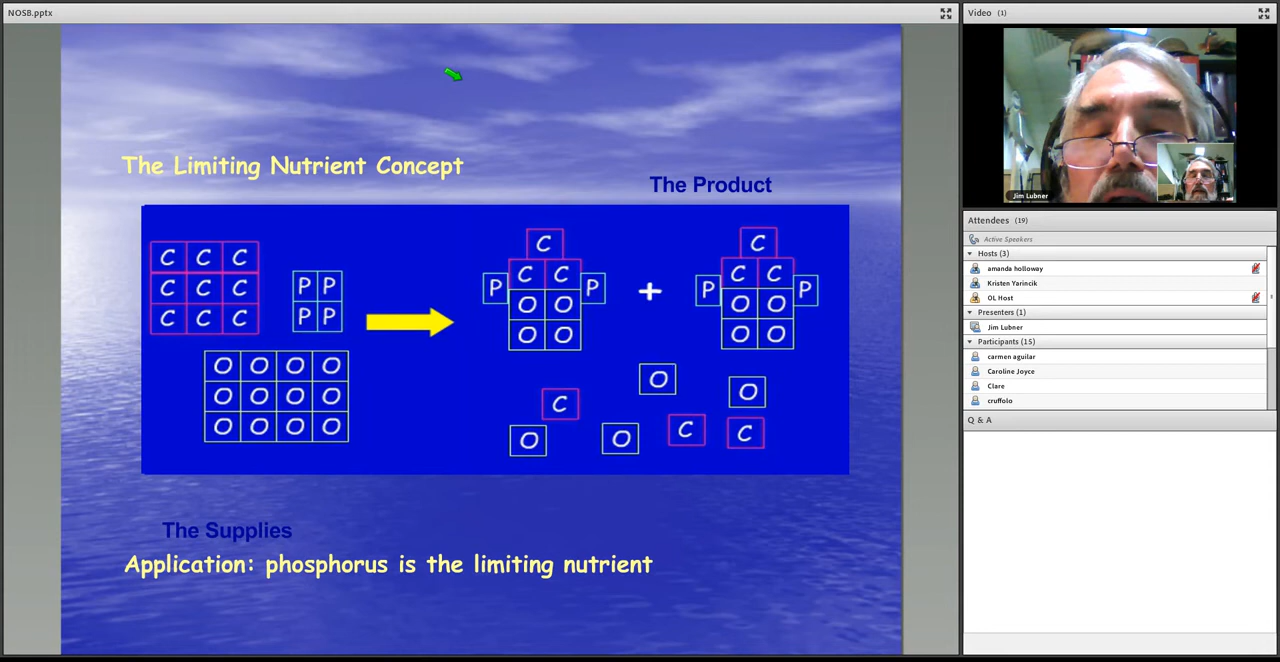 NOSB.pptx
The Limiting Nutrient Concept
The Product
C C C
C C C
C C C
P P
P P
O O O O
O O O O
O O O O
C
P C C P
O O
O O
+
C
P C C P
O O
O O
O
O
C
O
O
C
C
The Supplies
Application: phosphorus is the limiting nutrient
Video (1)
Jim Lubner
Attendees (19)
Active Speakers
Hosts (3)
amanda holloway
Kristen Yarincik
OL Host
Presenters (1)
Jim Lubner
Participants (15)
carmen aguilar
Caroline Joyce
Clare
cruffolo
Q & A